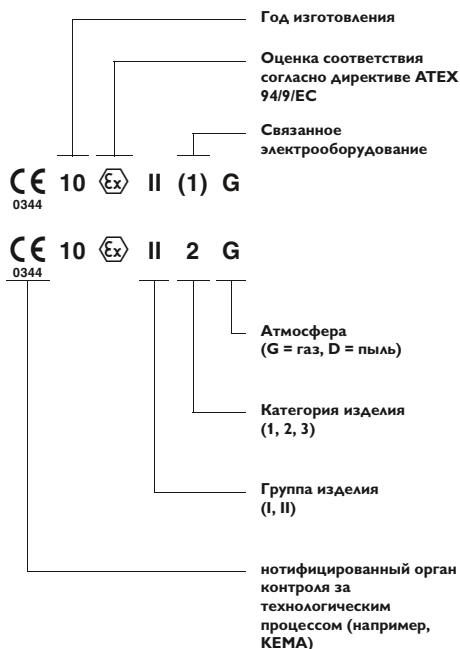 Год изготовления
Оценка соответствия
согласно директиве ATEX
94/9/EC
Связанное
электрооборудование
CE 10 Ex II (1) G
0344
CE 10 Ex II 2 G
0344
Атмосфера
(G = газ, D = пыль)
Категория изделия
(1, 2, 3)
Группа изделия
(I, II)
нотифицированный орган
контроля за
технологическим
процессом (например,
KEMA)